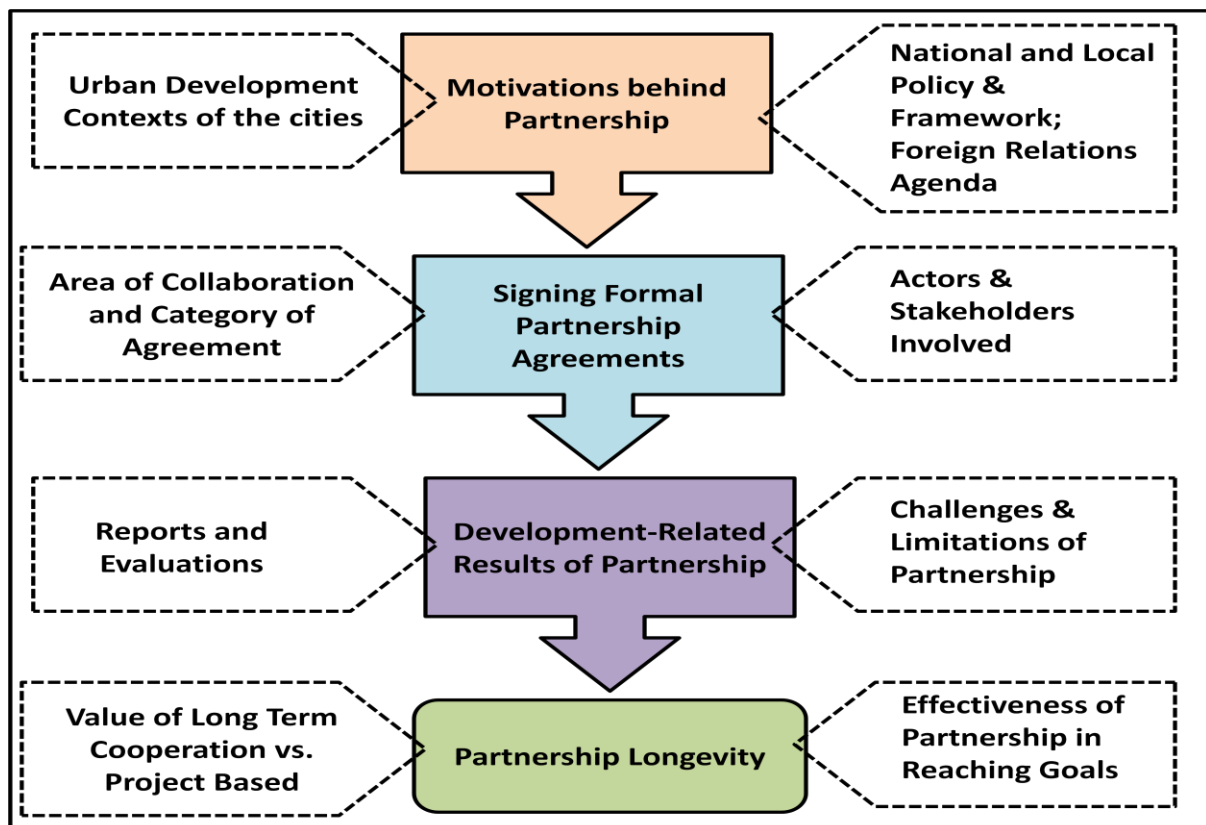 Urban Development
Contexts of the cities
Motivations behind
Partnership
National and Local
Policy &
Framework;
Foreign Relations
Agenda
Area of Collaboration
and Category of
Agreement
Signing Formal
Partnership
Agreements
Actors &
Stakeholders
Involved
Reports and
Evaluations
Development-Related
Results of Partnership
Challenges &
Limitations of
Partnership
Value of Long Term
Cooperation vs.
Project Based
Partnership Longevity
Effectiveness of
Partnership in
Reaching Goals